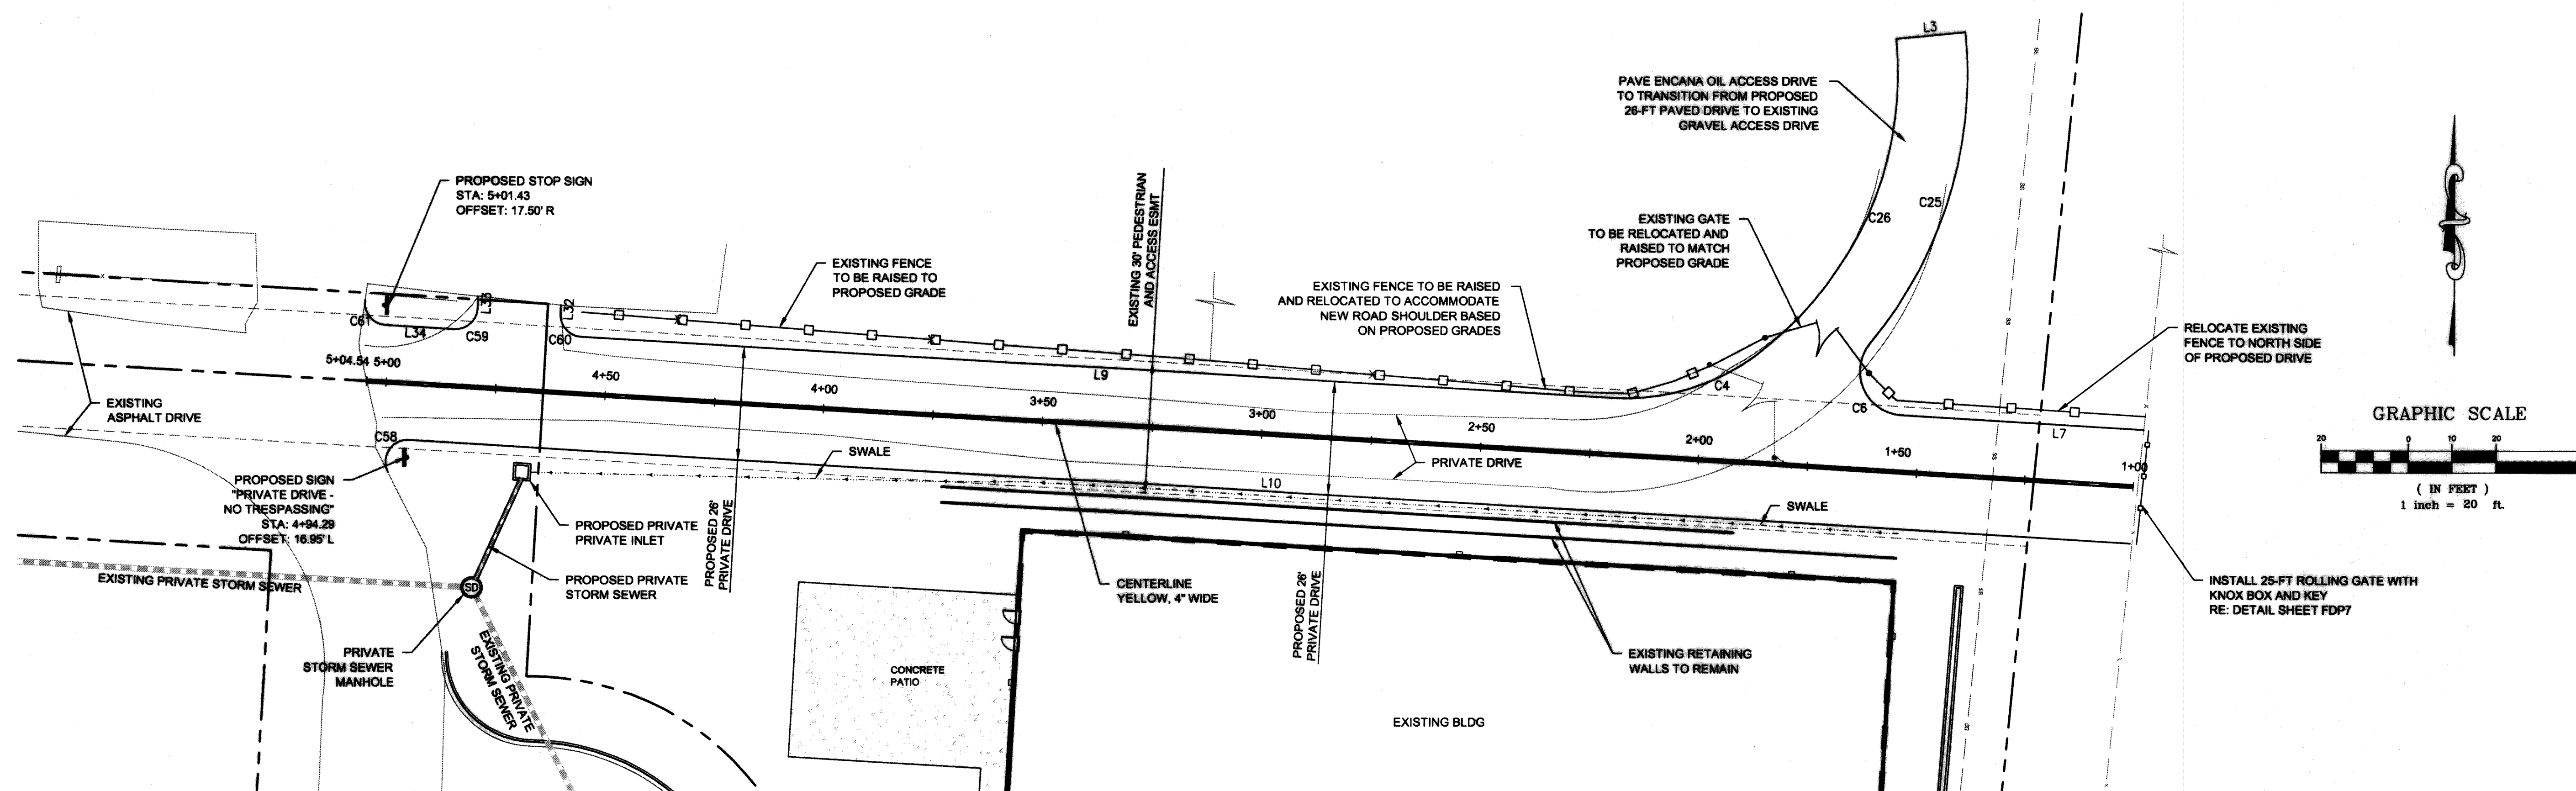 L3
PAVE ENCANA OIL ACCESS DRIVE
TO TRANSITION FROM PROPOSED
26-FT PAVED DRIVE TO EXISTING
GRAVEL ACCESS DRIVE
PROPOSED STOP SIGN
STA: 5+01.43
OFFSET: 17.50' R
EXISTING 30' PEDESTRIAN
AND ACCESS ESMT
C26
C25
EXISTING GATE
TO BE RELOCATED AND
RAISED TO MATCH
PROPOSED GRADE
EXISTING FENCE
TO BE RAISED TO
PROPOSED GRADE
EXISTING FENCE TO BE RAISED
AND RELOCATED TO ACCOMMODATE
NEW ROAD SHOULDER BASED
ON PROPOSED GRADES
RELOCATE EXISTING
FENCE TO NORTH SIDE
OF PROPOSED DRIVE
C61
L34
L33
C59
L32
C60
5+04.54 5+00
4+50
4+00
3+50
3+00
2+50
2+00
1+50
1+00
L9
C4
C6
L7
EXISTING
ASPHALT DRIVE
C58
SWALE
PRIVATE DRIVE
L10
SWALE
GRAPHIC SCALE
20
0
10
20
( IN FEET )
1 inch = 20 ft.
PROPOSED SIGN
"PRIVATE DRIVE -
NO TRESPASSING"
STA: 4+94.29
OFFSET: 16.95' L
PROPOSED PRIVATE
PRIVATE INLET
PROPOSED 26'
PRIVATE DRIVE
PROPOSED 26'
PRIVATE DRIVE
EXISTING PRIVATE STORM SEWER
SD
PROPOSED PRIVATE
STORM SEWER
CENTERLINE
YELLOW, 4" WIDE
INSTALL 25-FT ROLLING GATE WITH
KNOX BOX AND KEY
RE: DETAIL SHEET FDP7
PRIVATE
STORM SEWER
MANHOLE
EXISTING PRIVATE
STORM SEWER
CONCRETE
PATIO
EXISTING RETAINING
WALLS TO REMAIN
EXISTING BLDG